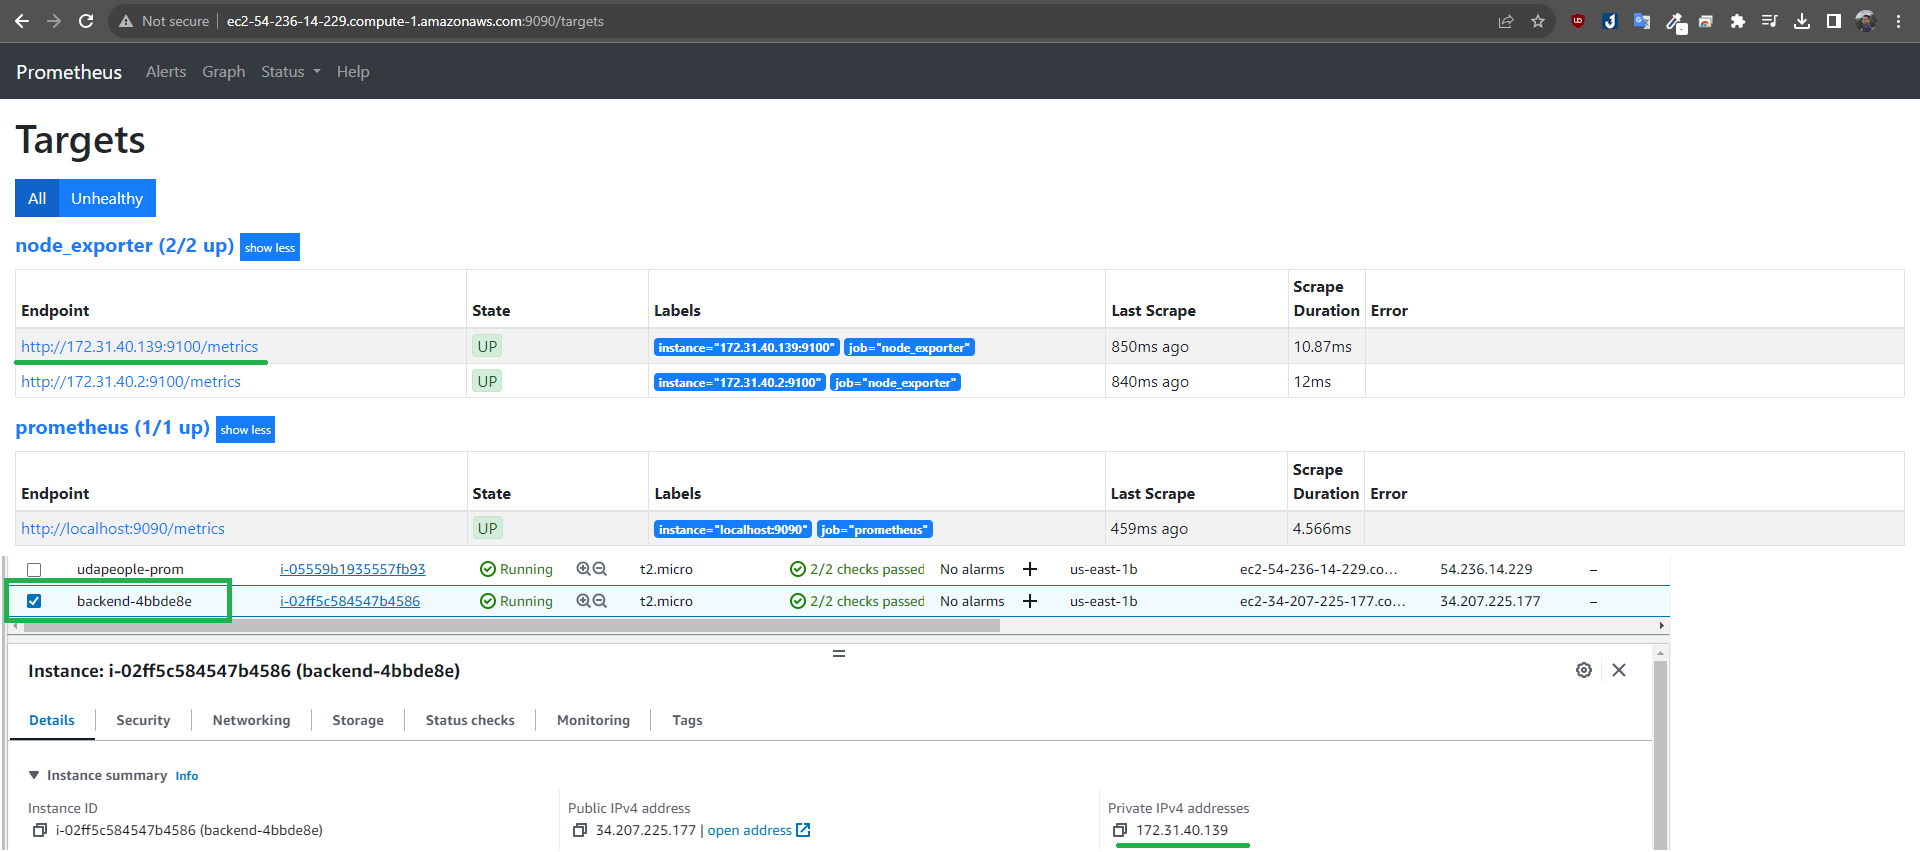 Not secure ec2-54-236-14-229.compute-1.amazonaws.com:9090/targets
Prometheus Alerts Graph Status Help
Targets
All Unhealthy
node_exporter (2/2 up) show less
Endpoint State Labels Last Scrape Scrape Duration Error
http://172.31.40.139:9100/metrics UP instance="172.31.40.139:9100" job="node_exporter" 850ms ago 10.87ms
http://172.31.40.2:9100/metrics UP instance="172.31.40.2:9100" job="node_exporter" 840ms ago 12ms
prometheus (1/1 up) show less
Endpoint State Labels Last Scrape Scrape Duration Error
http://localhost:9090/metrics UP instance="localhost:9090" job="prometheus" 459ms ago 4.566ms
udapeople-prom i-05559b1935557fb93 Running t2.micro 2/2 checks passed No alarms us-east-1b ec2-54-236-14-229.co... 54.236.14.229 –
backend-4bbde8e i-02ff5c584547b4586 Running t2.micro 2/2 checks passed No alarms us-east-1b ec2-34-207-225-177.co... 34.207.225.177 –
Instance: i-02ff5c584547b4586 (backend-4bbde8e)
Details Security Networking Storage Status checks Monitoring Tags
Instance summary Info
Instance ID Public IPv4 address Private IPv4 addresses
i-02ff5c584547b4586 (backend-4bbde8e) 34.207.225.177 | open address 172.31.40.139